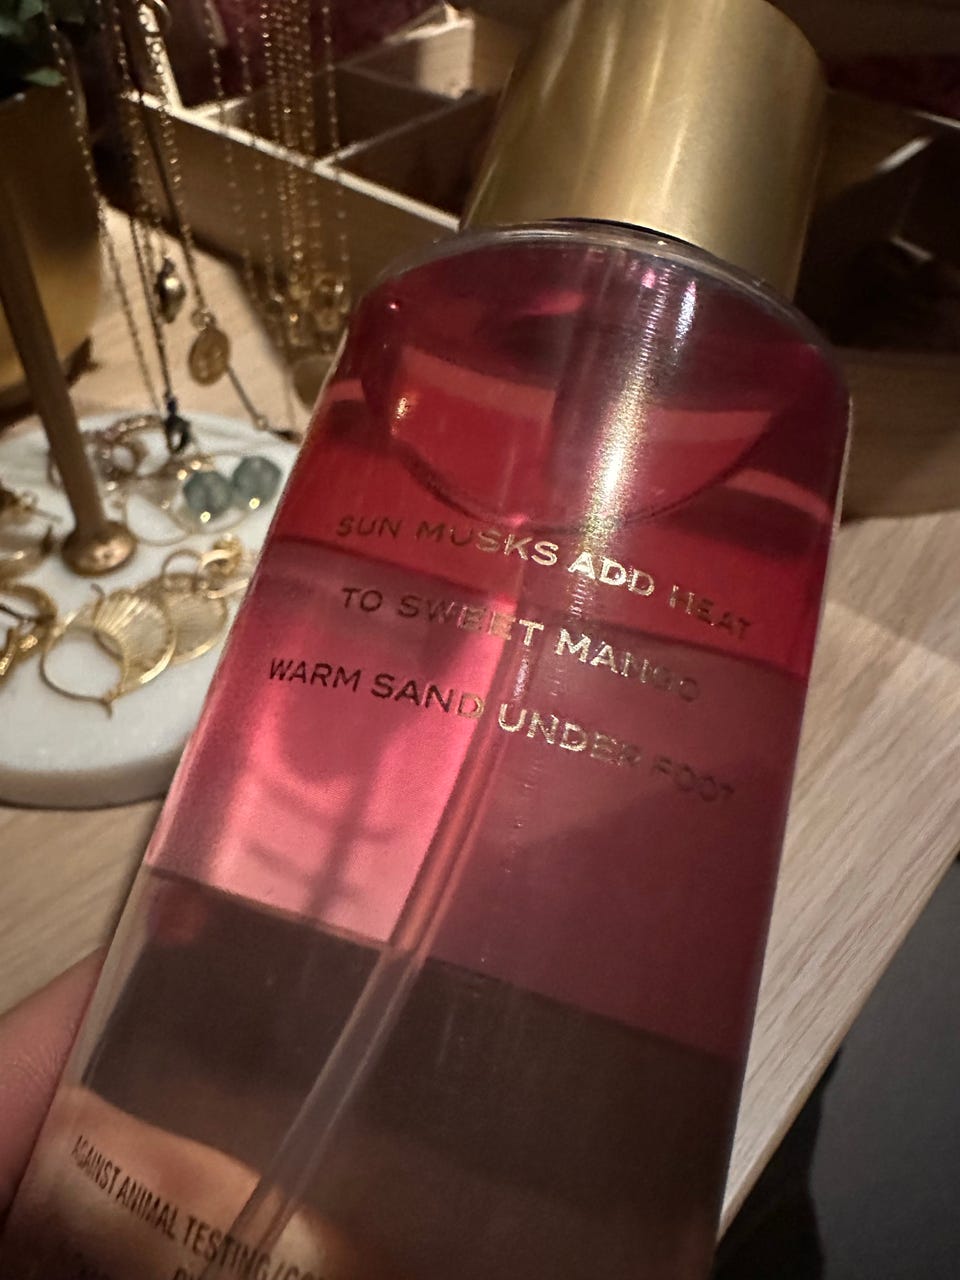 SUN MUSKS ADD HEAT
TO SWEET MANGO
WARM SAND UNDER FOOT
AGAINST ANIMAL TESTING/